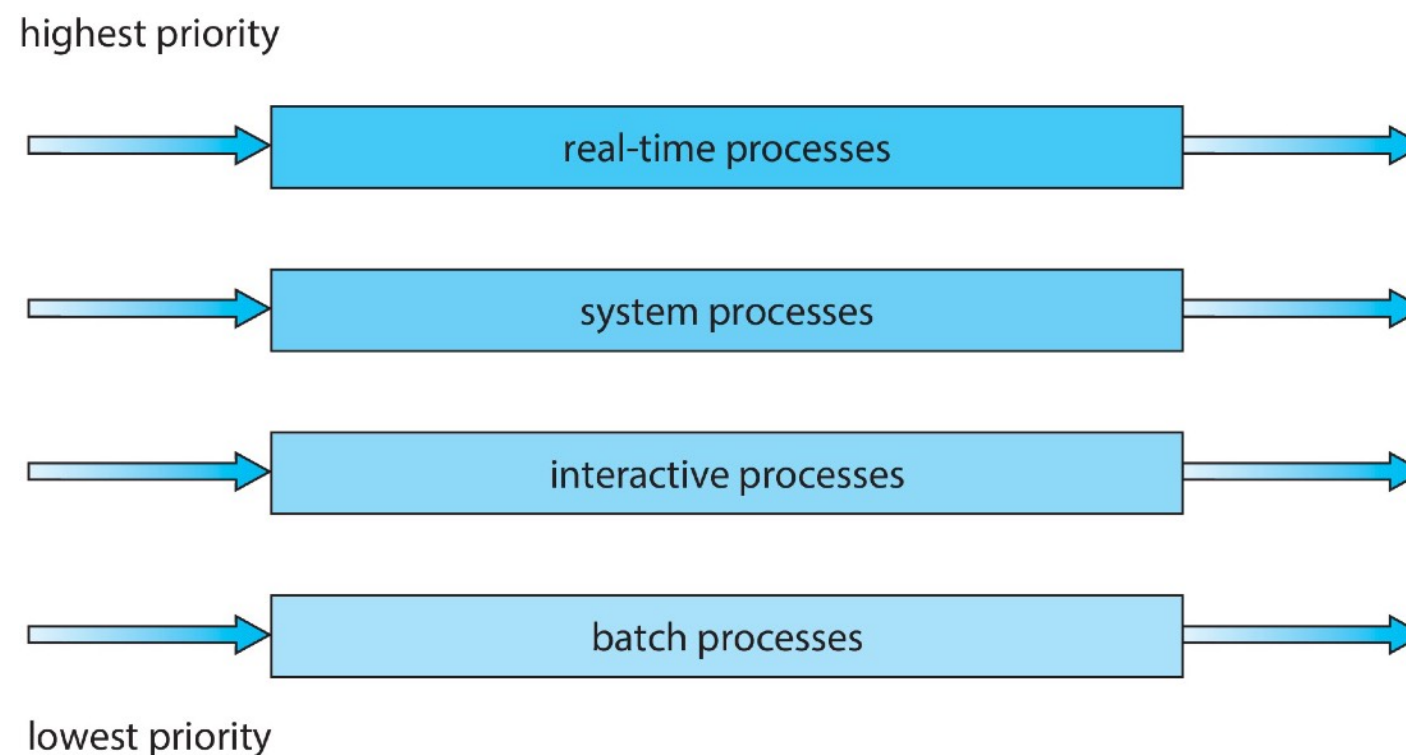 highest priority
real-time processes
system processes
interactive processes
batch processes
lowest priority